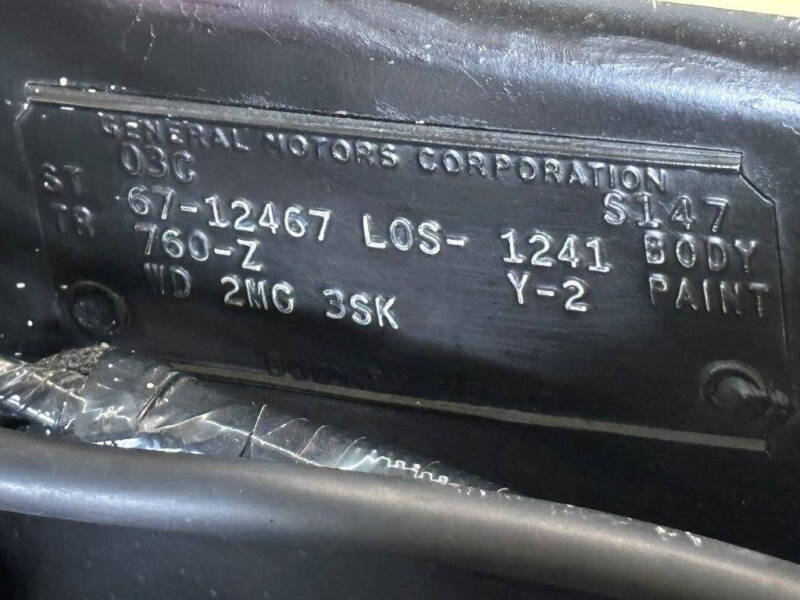 GENERAL MOTORS CORPORATION
03C S147
ST 67-12467 LOS- 1241 BODY
TR 760-Z Y-2 PAINT
WD 2MG 3SK